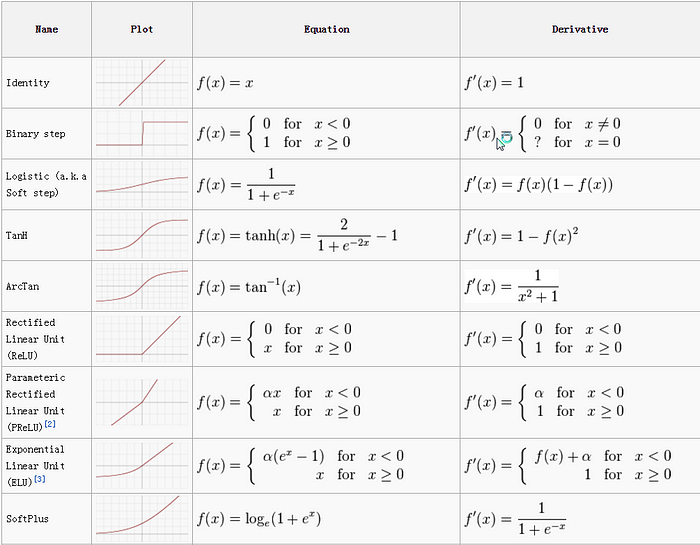 Name Plot Equation Derivative
Identity f(x) = x f′(x) = 1
Binary step f(x) = { 0 for x < 0 f′(x) = { 0 for x ≠ 0
1 for x ≥ 0 ? for x = 0
Logistic (a.k.a
Soft step) f(x) = 1 / (1 + e^{-x}) f′(x) = f(x)(1 − f(x))
TanH f(x) = tanh(x) = 2 / (1 + e^{-2x}) − 1 f′(x) = 1 − f(x)²
ArcTan f(x) = tan⁻¹(x) f′(x) = 1 / (x² + 1)
Rectified
Linear Unit
(ReLU) f(x) = { 0 for x < 0 f′(x) = { 0 for x < 0
x for x ≥ 0 1 for x ≥ 0
Parameteric
Rectified
Linear Unit
(PReLU)[2] f(x) = { αx for x < 0 f′(x) = { α for x < 0
x for x ≥ 0 1 for x ≥ 0
Exponential
Linear Unit
(ELU)[3] f(x) = { α(eˣ − 1) for x < 0 f′(x) = { f(x) + α for x < 0
x for x ≥ 0 1 for x ≥ 0
SoftPlus f(x) = logₑ(1 + eˣ) f′(x) = 1 / (1 + e^{-x})